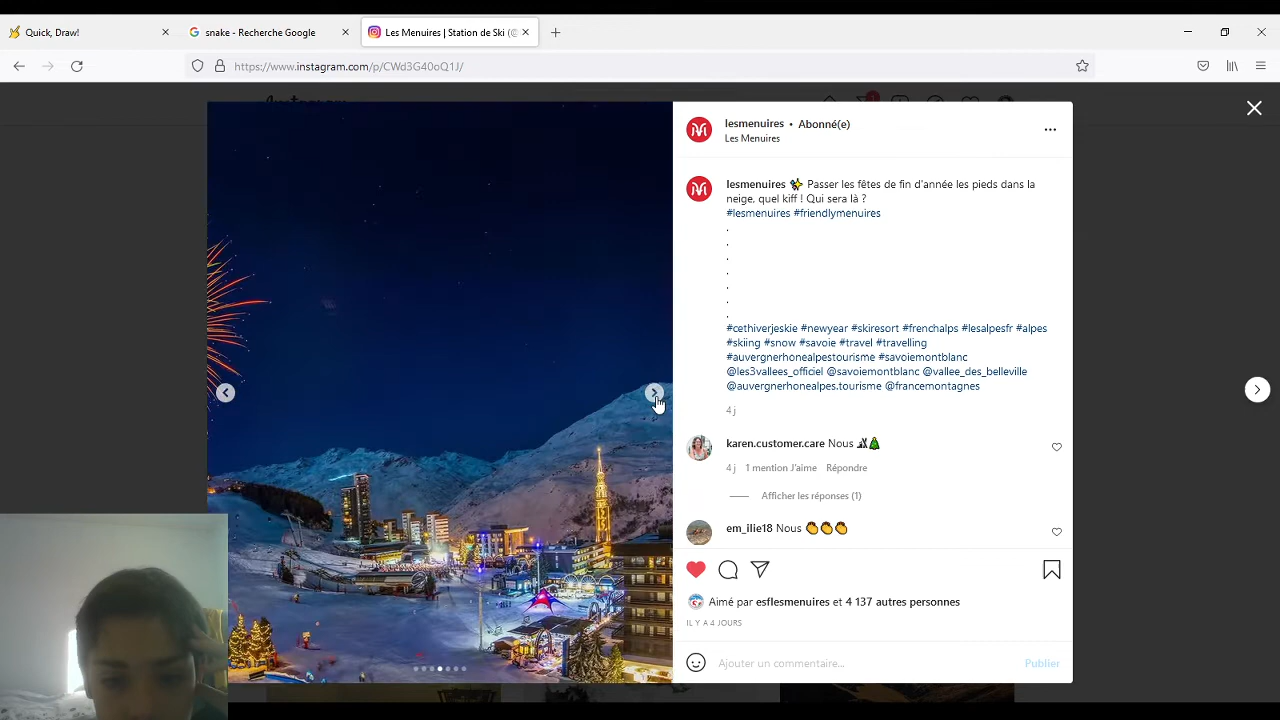 Quick, Draw!
snake - Recherche Google
Les Menuires | Station de Ski (@
https://www.instagram.com/p/CWd3G40oQ1J/
lesmenuires • Abonné(e)
Les Menuires
lesmenuires ✨ Passer les fêtes de fin d'année les pieds dans la
neige, quel kiff ! Qui sera là ?
#lesmenuires #friendlymenuires
.
.
.
.
.
.
.
#cethiverjeskie #newyear #skiresort #frenchalps #lesalpesfr #alpes
#skiing #snow #savoie #travel #travelling
#auvergnerhonealpestourisme #savoiemontblanc
@les3vallees_officiel @savoiemontblanc @vallee_des_belleville
@auvergnerhonealpes.tourisme @francemontagnes
4 j
karen.customer.care Nous ⛷🎄
4 j 1 mention J'aime Répondre
Afficher les réponses (1)
em_ilie18 Nous 👏👏👏
Aimé par esflesmenuires et 4 137 autres personnes
IL Y A 4 JOURS
Ajouter un commentaire...
Publier